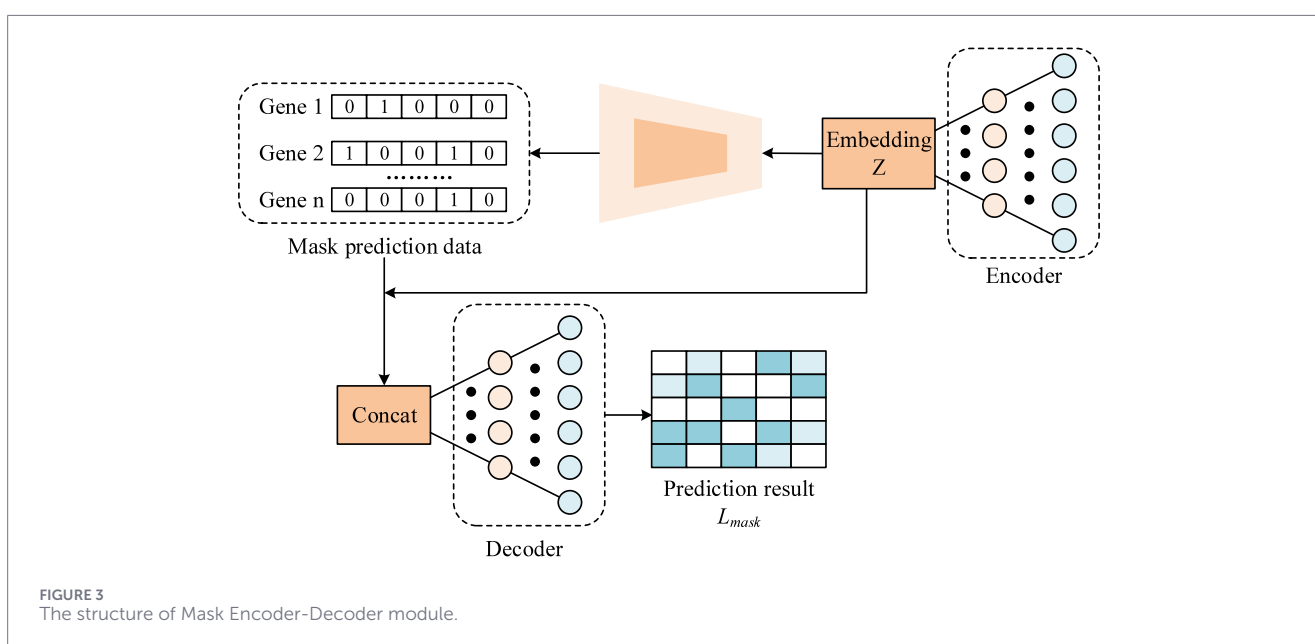 Gene 1 0 1 0 0 0
Gene 2 1 0 0 1 0
.........
Gene n 0 0 0 1 0
Mask prediction data
Embedding
Z
Encoder
Concat
Decoder
Prediction result
L_mask
FIGURE 3
The structure of Mask Encoder-Decoder module.